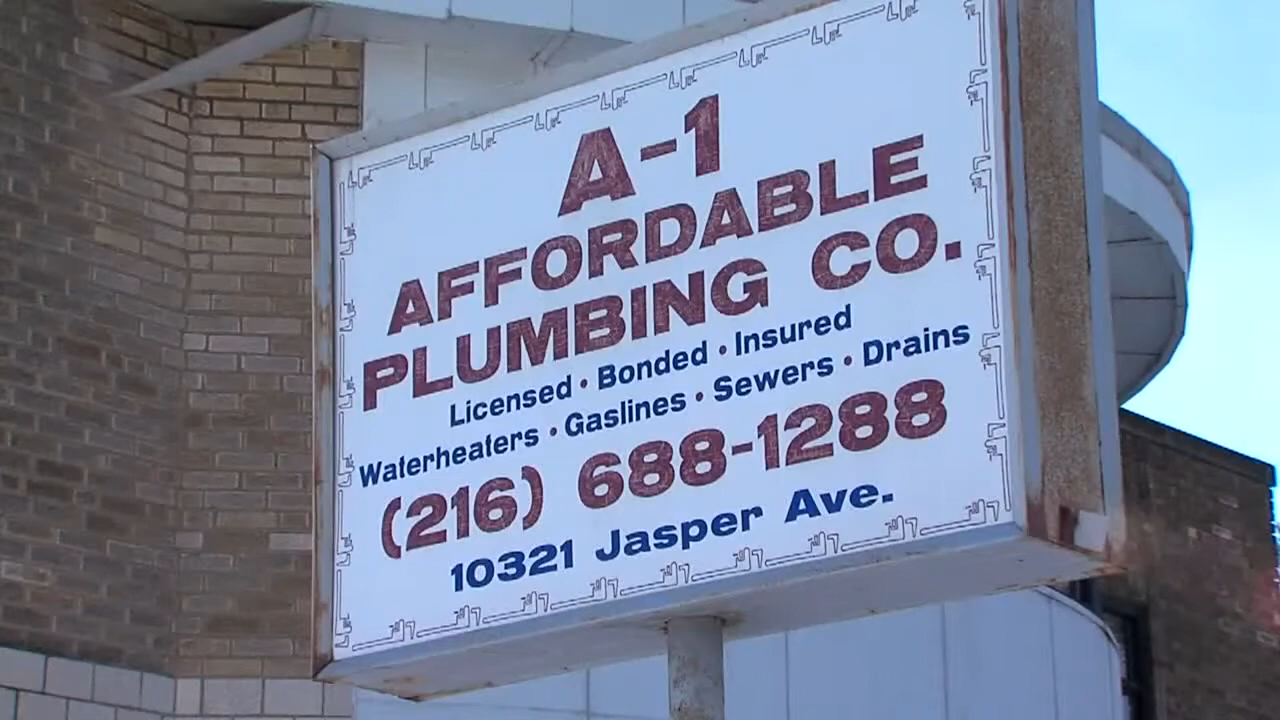 A-1
AFFORDABLE
PLUMBING CO.
Licensed • Bonded • Insured
Waterheaters • Gaslines • Sewers • Drains
(216) 688-1288
10321 Jasper Ave.